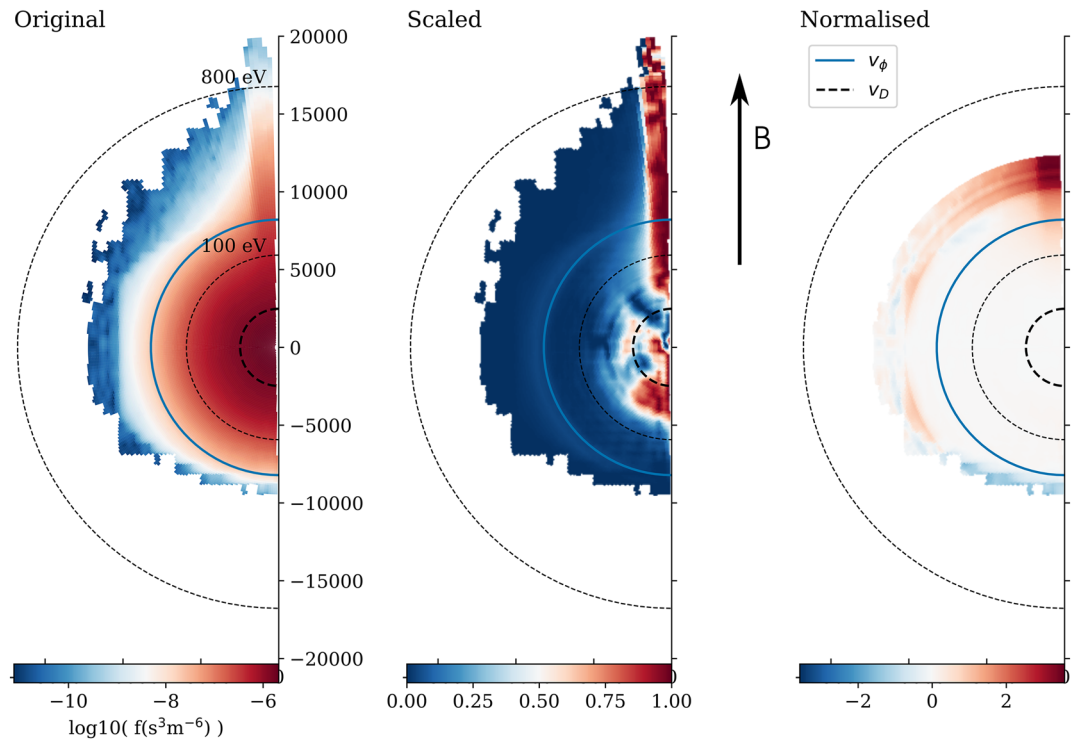 Original
Scaled
Normalised
20000
15000
10000
5000
0
−5000
−10000
−15000
−20000
800 eV
100 eV
B
v_ϕ
v_D
−10 −8 −6
log10( f(s³m⁻⁶) )
0.00 0.25 0.50 0.75 1.00
−2 0 2